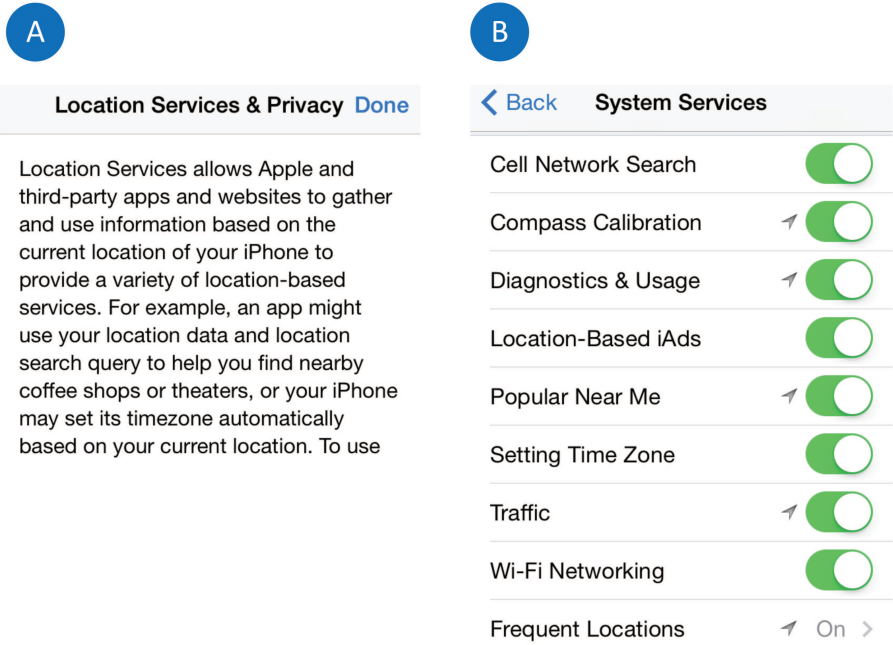 A
Location Services & Privacy Done
Location Services allows Apple and
third-party apps and websites to gather
and use information based on the
current location of your iPhone to
provide a variety of location-based
services. For example, an app might
use your location data and location
search query to help you find nearby
coffee shops or theaters, or your iPhone
may set its timezone automatically
based on your current location. To use
B
Back System Services
Cell Network Search
Compass Calibration
Diagnostics & Usage
Location-Based iAds
Popular Near Me
Setting Time Zone
Traffic
Wi-Fi Networking
Frequent Locations On